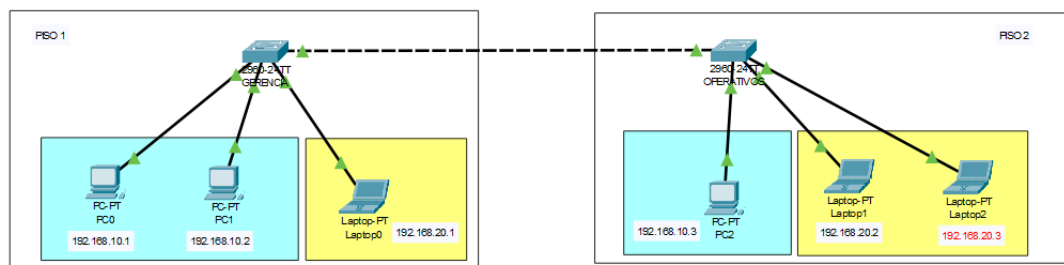 PISO 1
2960-24TT
GERENCIA
PC-PT
PC0
192.168.10.1
PC-PT
PC1
192.168.10.2
Laptop-PT
Laptop0
192.168.20.1
PISO 2
2960-24TT
OPERATIVOS
192.168.10.3
PC-PT
PC2
Laptop-PT
Laptop1
192.168.20.2
Laptop-PT
Laptop2
192.168.20.3